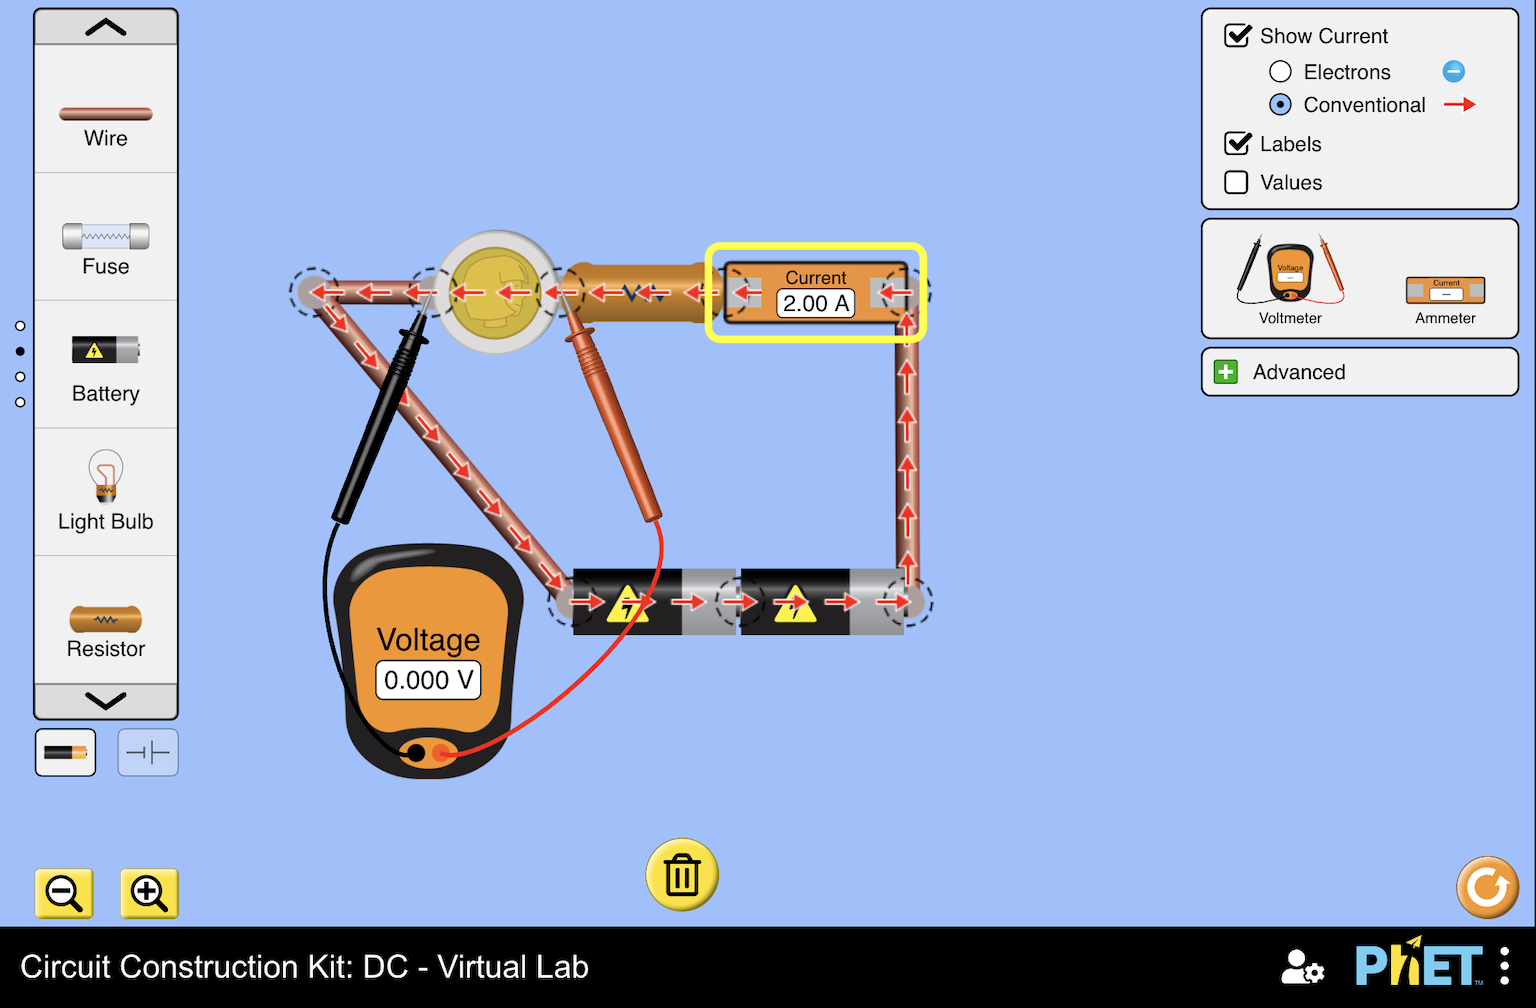 Wire
Fuse
Battery
Light Bulb
Resistor
Current
2.00 A
Voltage
0.000 V
Show Current
Electrons
Conventional
Labels
Values
Voltage
Voltmeter
Current
Ammeter
Advanced
Circuit Construction Kit: DC - Virtual Lab
PhET™